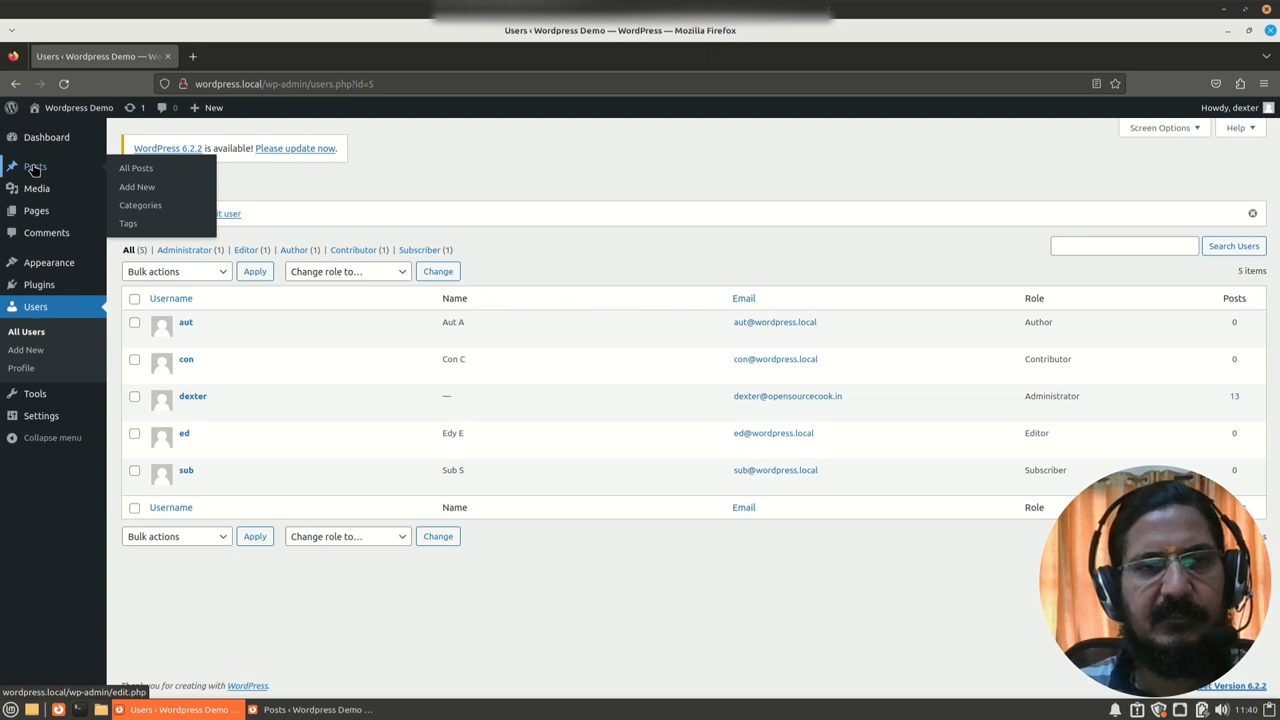 Users ‹ Wordpress Demo — WordPress — Mozilla Firefox
Users ‹ Wordpress Demo — Wo
wordpress.local/wp-admin/users.php?id=5
Wordpress Demo 1 0 New
Howdy, dexter
Screen Options Help
Dashboard
Posts
Media
Pages
Comments
Appearance
Plugins
Users
All Users
Add New
Profile
Tools
Settings
Collapse menu
All Posts
Add New
Categories
Tags
WordPress 6.2.2 is available! Please update now.
it user
All (5) | Administrator (1) | Editor (1) | Author (1) | Contributor (1) | Subscriber (1)
Search Users
Bulk actions Apply Change role to… Change
5 items
Username Name Email Role Posts
aut Aut A aut@wordpress.local Author 0
con Con C con@wordpress.local Contributor 0
dexter — dexter@opensourcecook.in Administrator 13
ed Edy E ed@wordpress.local Editor 0
sub Sub S sub@wordpress.local Subscriber 0
Username Name Email Role
Bulk actions Apply Change role to… Change
Thank you for creating with WordPress.
Get Version 6.2.2
wordpress.local/wp-admin/edit.php
Users ‹ Wordpress Demo ...
Posts ‹ Wordpress Demo ...
11:40